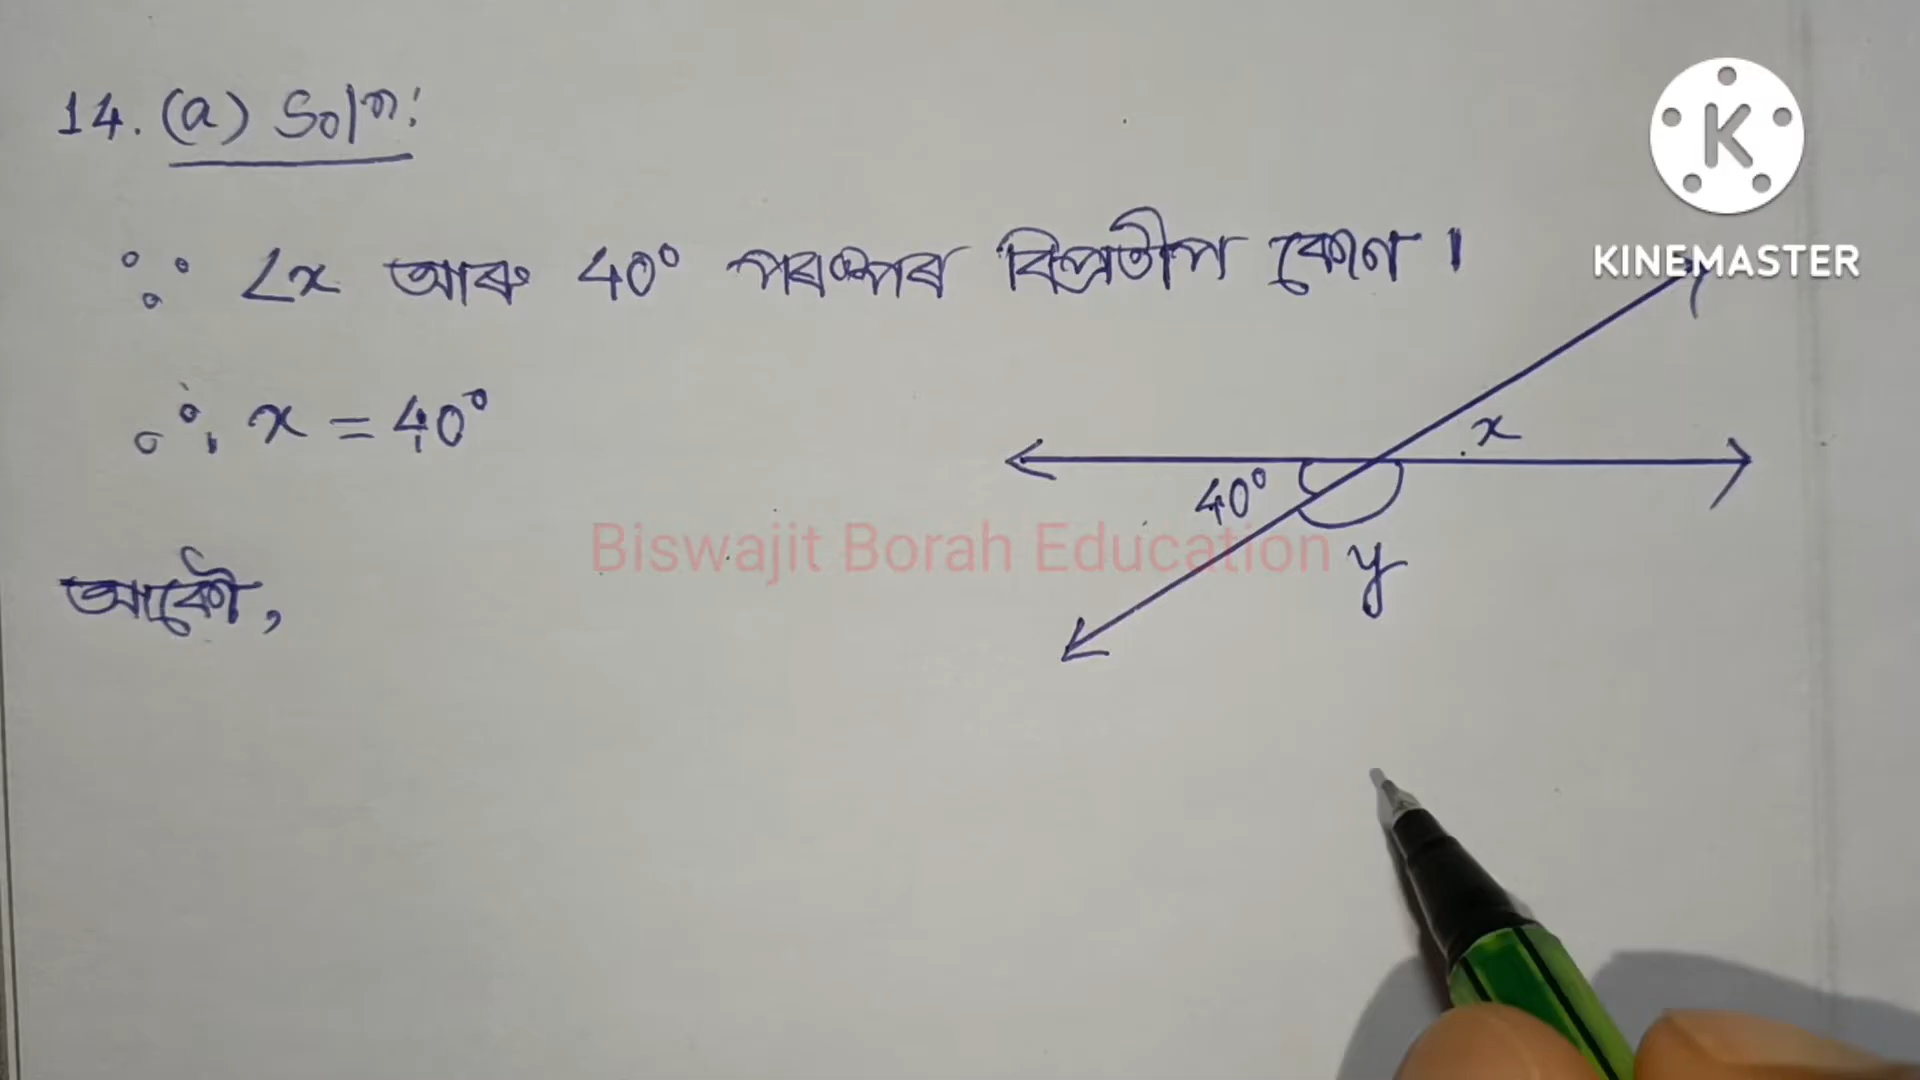 14. (a) Solⁿ:
∵ ∠x আৰু 40° পৰস্পৰ বিপ্ৰতীপ কোণ।
∴ x = 40°
আকৌ,
x
40°
y
K
KINEMASTER
Biswajit Borah Education